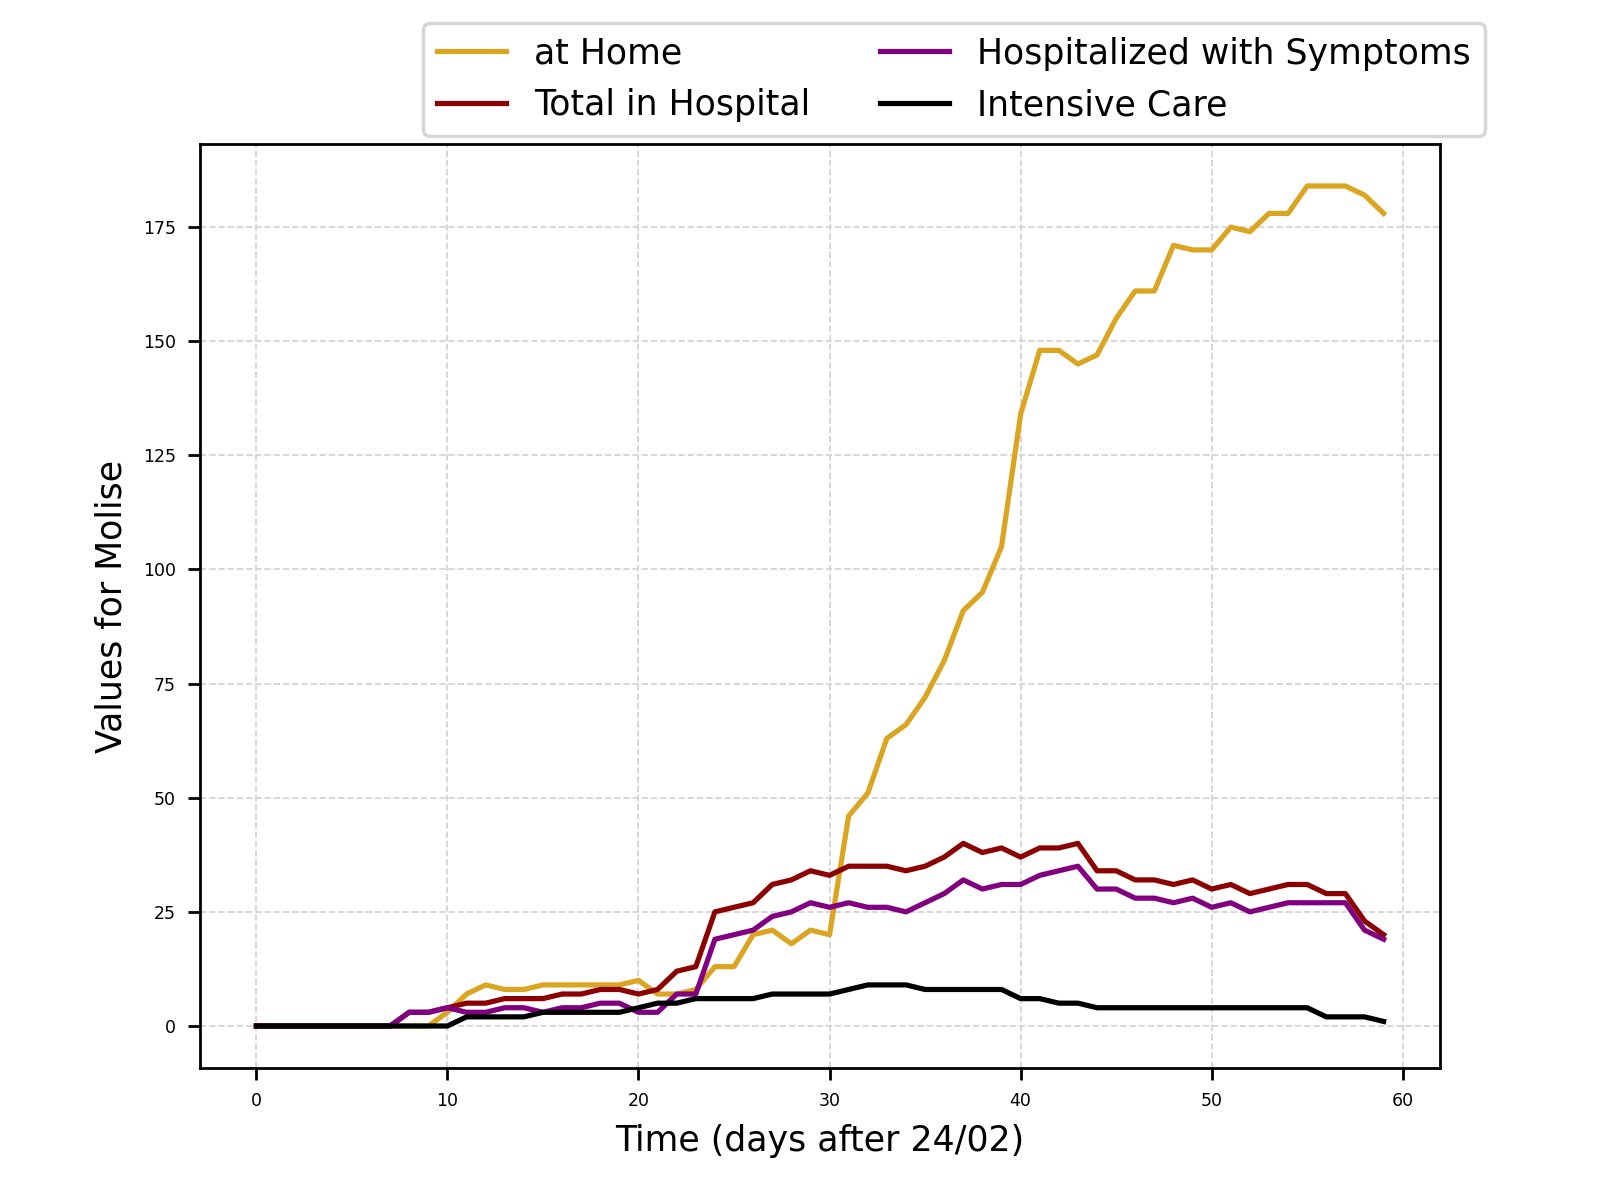 at Home
Total in Hospital
Hospitalized with Symptoms
Intensive Care
Values for Molise
175
150
125
100
75
50
25
0
0 10 20 30 40 50 60
Time (days after 24/02)